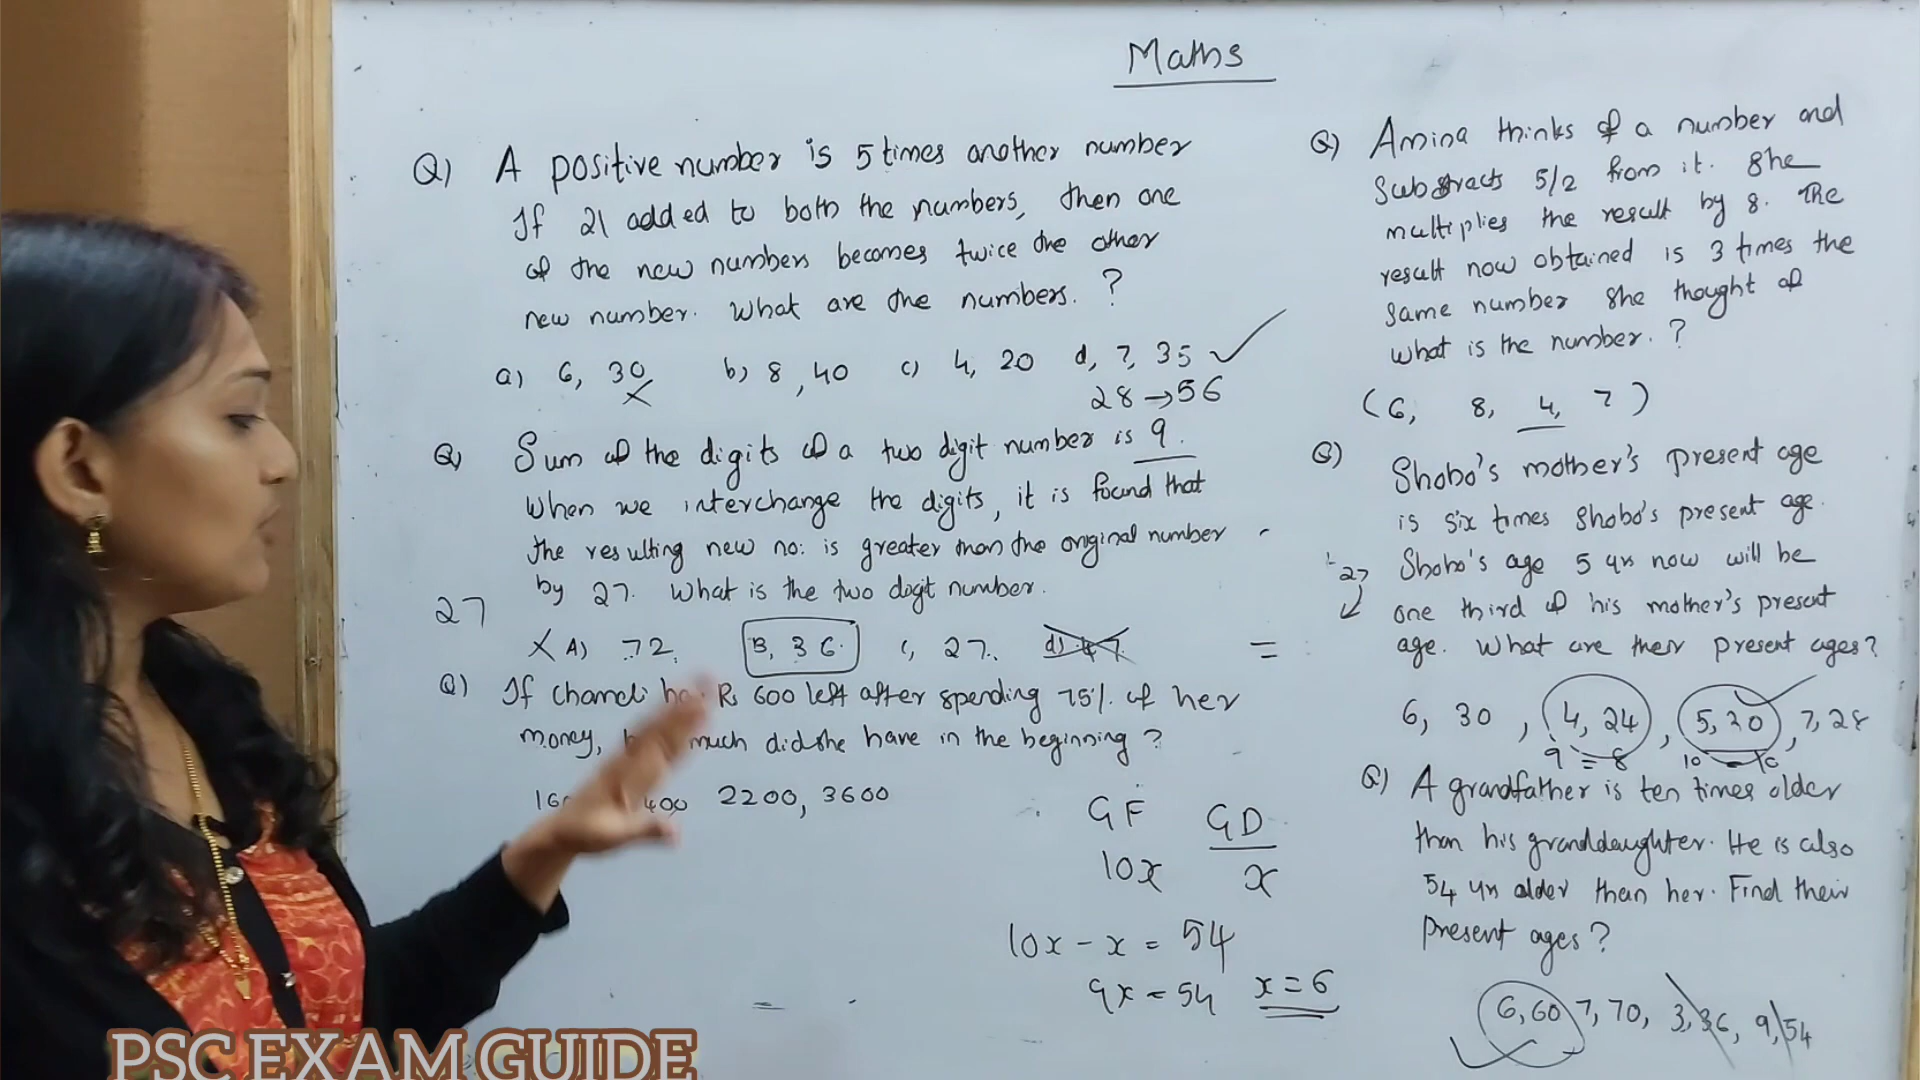 Maths
Q) A positive number is 5 times another number
If 21 added to both the numbers, then one
of the new numbers becomes twice the other
new number. What are the numbers. ?
a) 6, 30 b) 8, 40 c) 4, 20 d, 7, 35
28 → 56
Q) Sum of the digits of a two digit number is 9.
When we interchange the digits, it is found that
the resulting new no: is greater than the original number
by 27. What is the two digit number.
27
X A) 72 B, 36 C, 27 d)
Q) If Chameli Rs 600 left after spending 75% of her
money, much did she have in the beginning ?
400, 2200, 3600
GF GD
10x x
10x - x = 54
9x = 54 x = 6
Q) Amina thinks of a number and
Substracts 5/2 from it. She
multiplies the result by 8. The
result now obtained is 3 times the
same number she thought of
What is the number. ?
(6, 8, 4, 7)
Q) Shobo's mother's present age
is six times Shobo's present age.
Shobo's age 5 yrs now will be
27
one third of his mother's present
age. What are their present ages?
=
6, 30, 4, 24, 5, 30, 7, 28
9 = 8 10 = 10
Q) A grandfather is ten times older
than his granddaughter. He is also
54 yrs older than her. Find their
Present ages?
6, 60 7, 70, 3, 36, 9, 54
PSC EXAM GUIDE